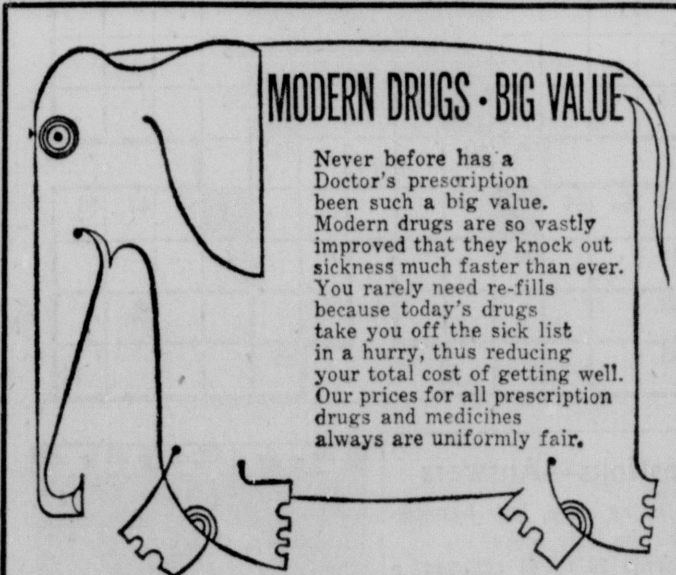 MODERN DRUGS · BIG VALUE
Never before has a
Doctor's prescription
been such a big value.
Modern drugs are so vastly
improved that they knock out
sickness much faster than ever.
You rarely need re-fills
because today's drugs
take you off the sick list
in a hurry, thus reducing
your total cost of getting well.
Our prices for all prescription
drugs and medicines
always are uniformly fair.